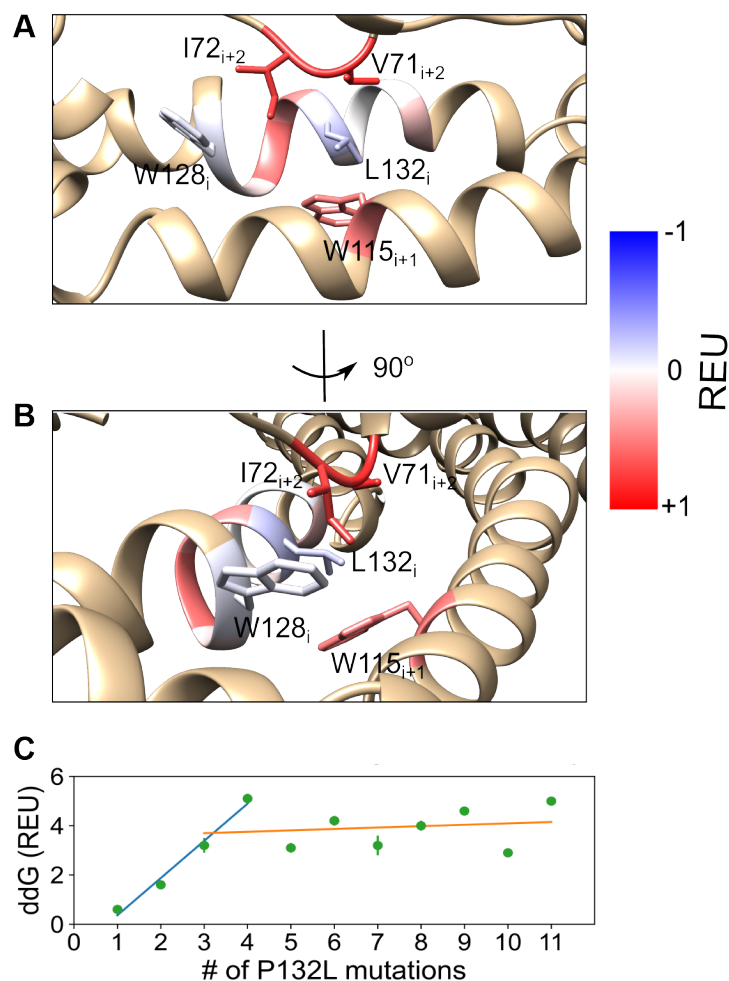 A
I72i+2
V71i+2
W128i
L132i
W115i+1
-1
0
+1
REU
90o
B
I72i+2
V71i+2
L132i
W128i
W115i+1
C
6
4
2
0
ddG (REU)
0 1 2 3 4 5 6 7 8 9 10 11
# of P132L mutations